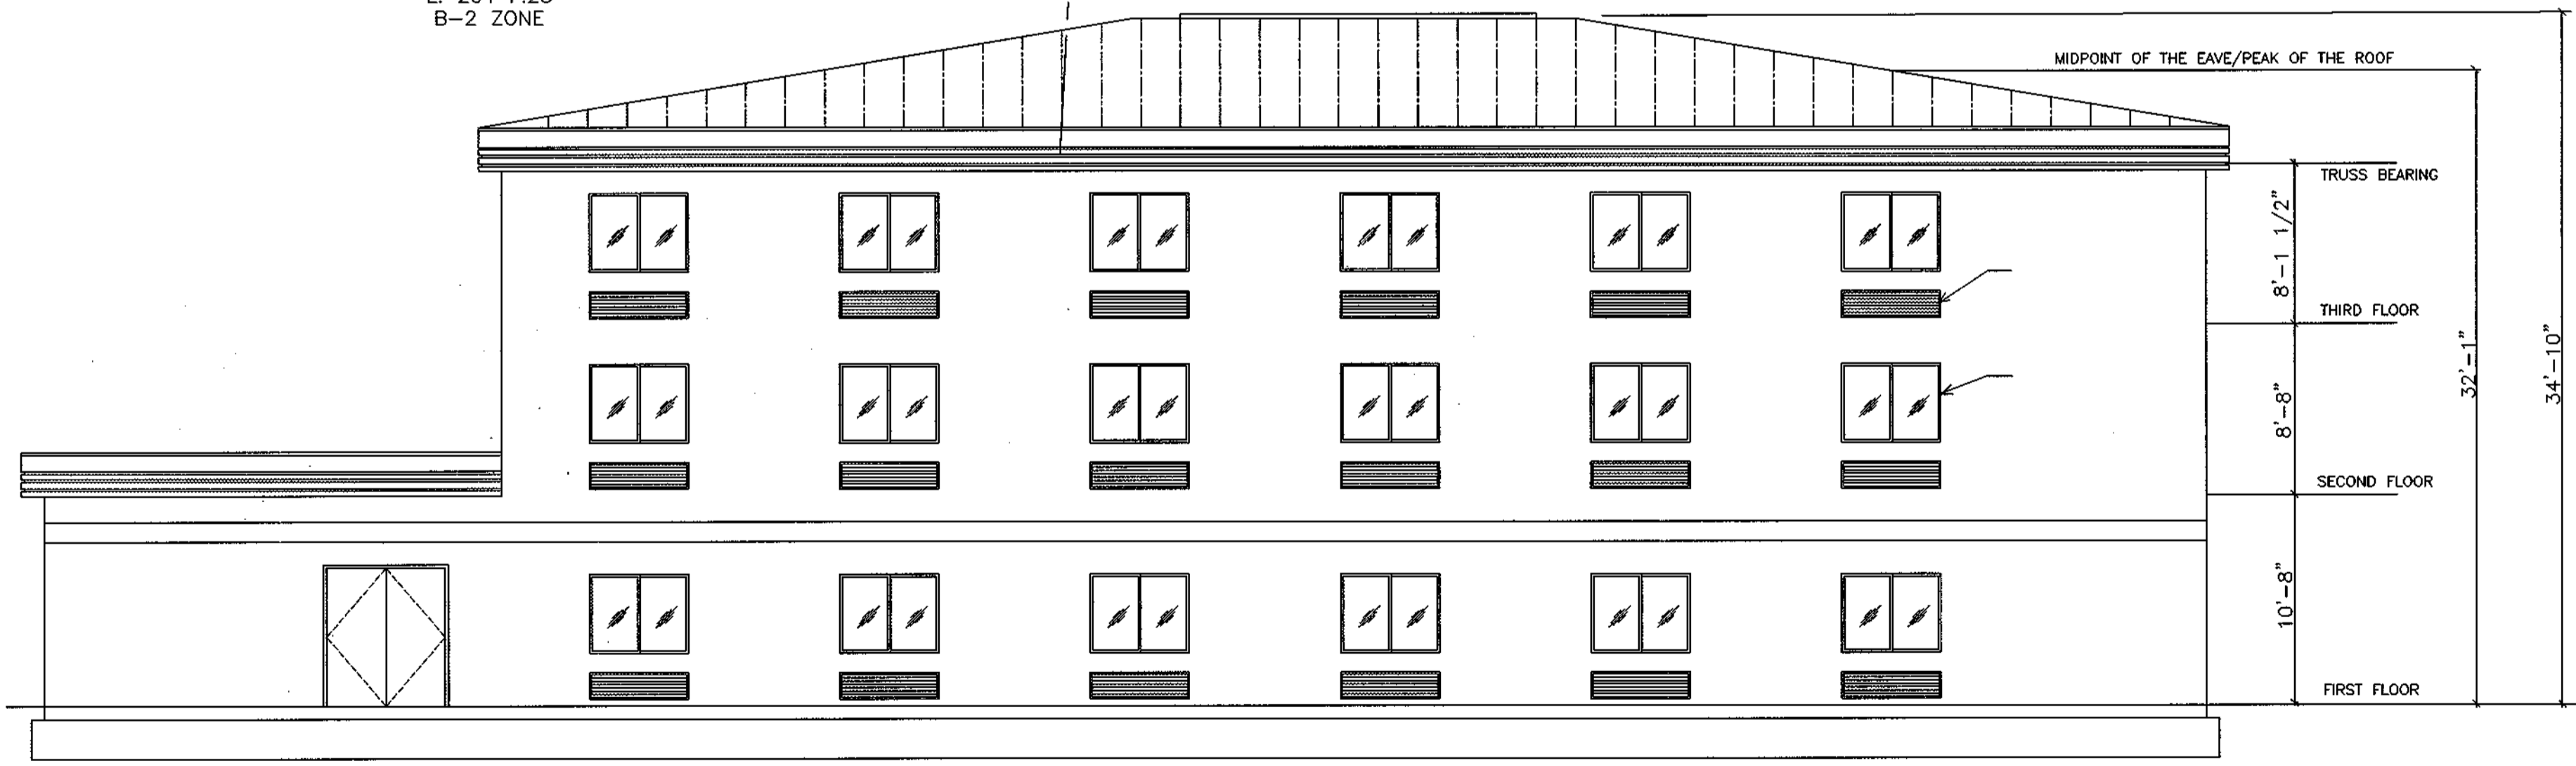 B-2 ZONE
MIDPOINT OF THE EAVE/PEAK OF THE ROOF
TRUSS BEARING
8'-1 1/2"
THIRD FLOOR
32'-1"
34'-10"
8'-8"
SECOND FLOOR
10'-8"
FIRST FLOOR